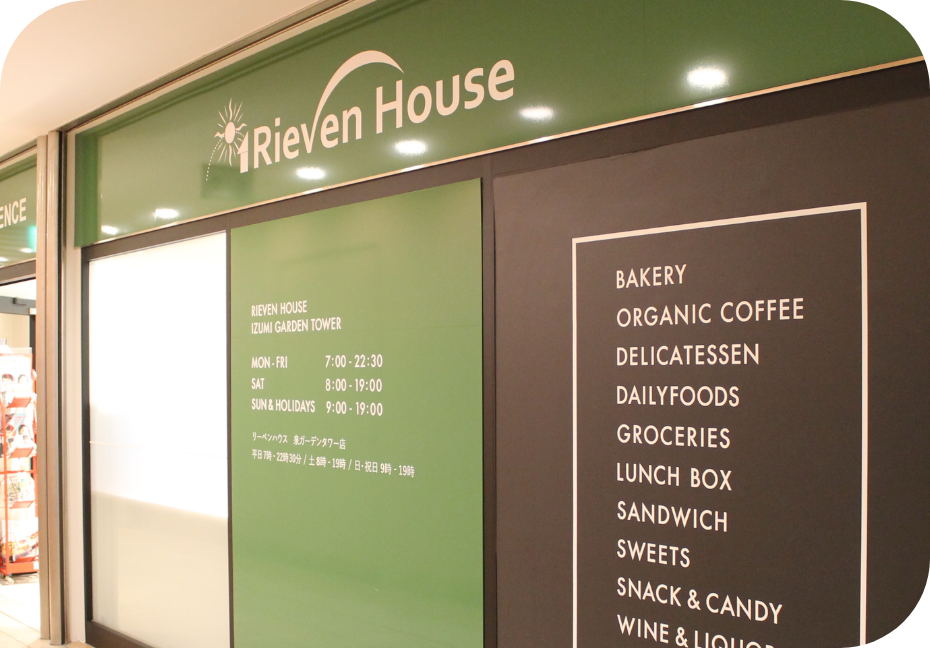 ENCE
Rieven House
RIEVEN HOUSE
IZUMI GARDEN TOWER
MON - FRI 7:00 - 22:30
SAT 8:00 - 19:00
SUN & HOLIDAYS 9:00 - 19:00
リーベンハウス 泉ガーデンタワー店
平日 7時 - 22時30分 / 土 8時 - 19時 / 日・祝日 9時 - 19時
BAKERY
ORGANIC COFFEE
DELICATESSEN
DAILYFOODS
GROCERIES
LUNCH BOX
SANDWICH
SWEETS
SNACK & CANDY
WINE & LIQUOR